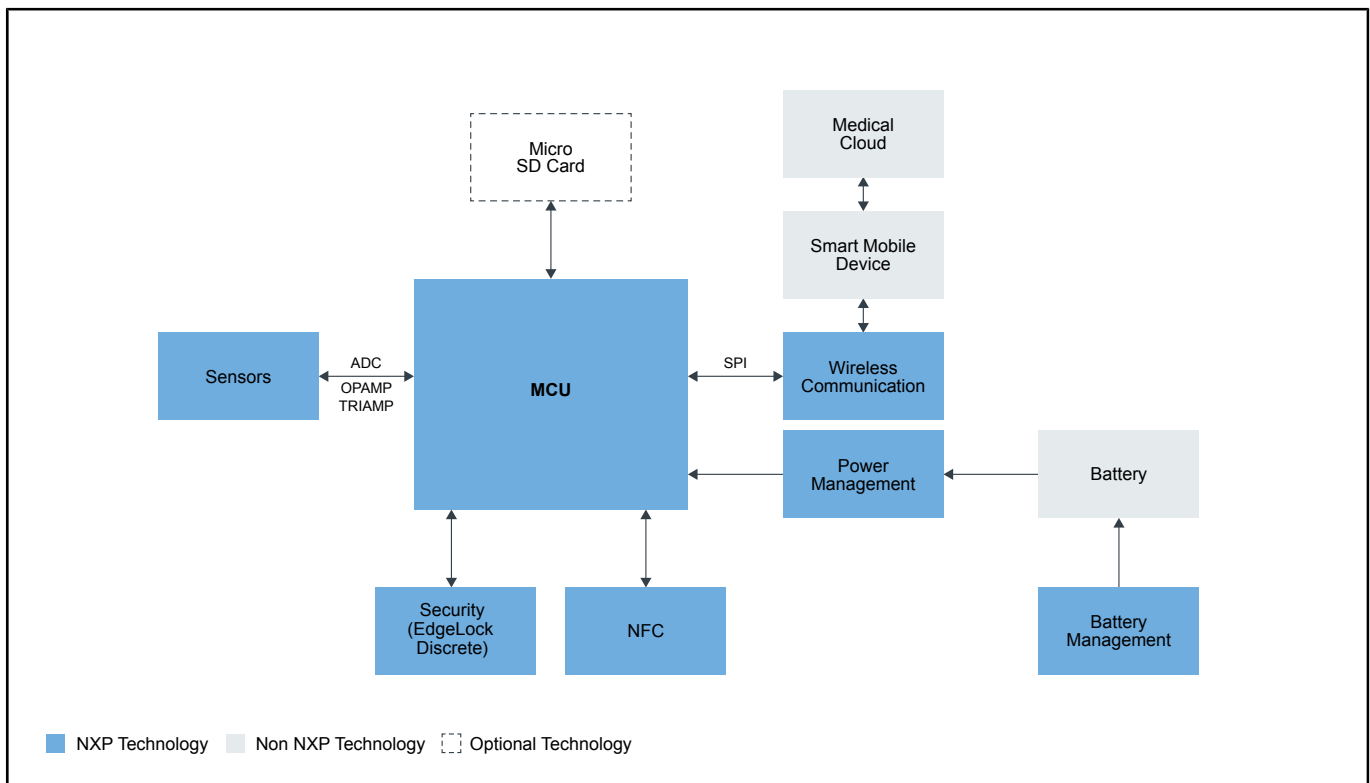 Medical
Cloud
Micro
SD Card
Smart Mobile
Device
Sensors
ADC
OPAMP
TRIAMP
MCU
SPI
Wireless
Communication
Power
Management
Battery
Security
(EdgeLock
Discrete)
NFC
Battery
Management
NXP Technology
Non NXP Technology
Optional Technology